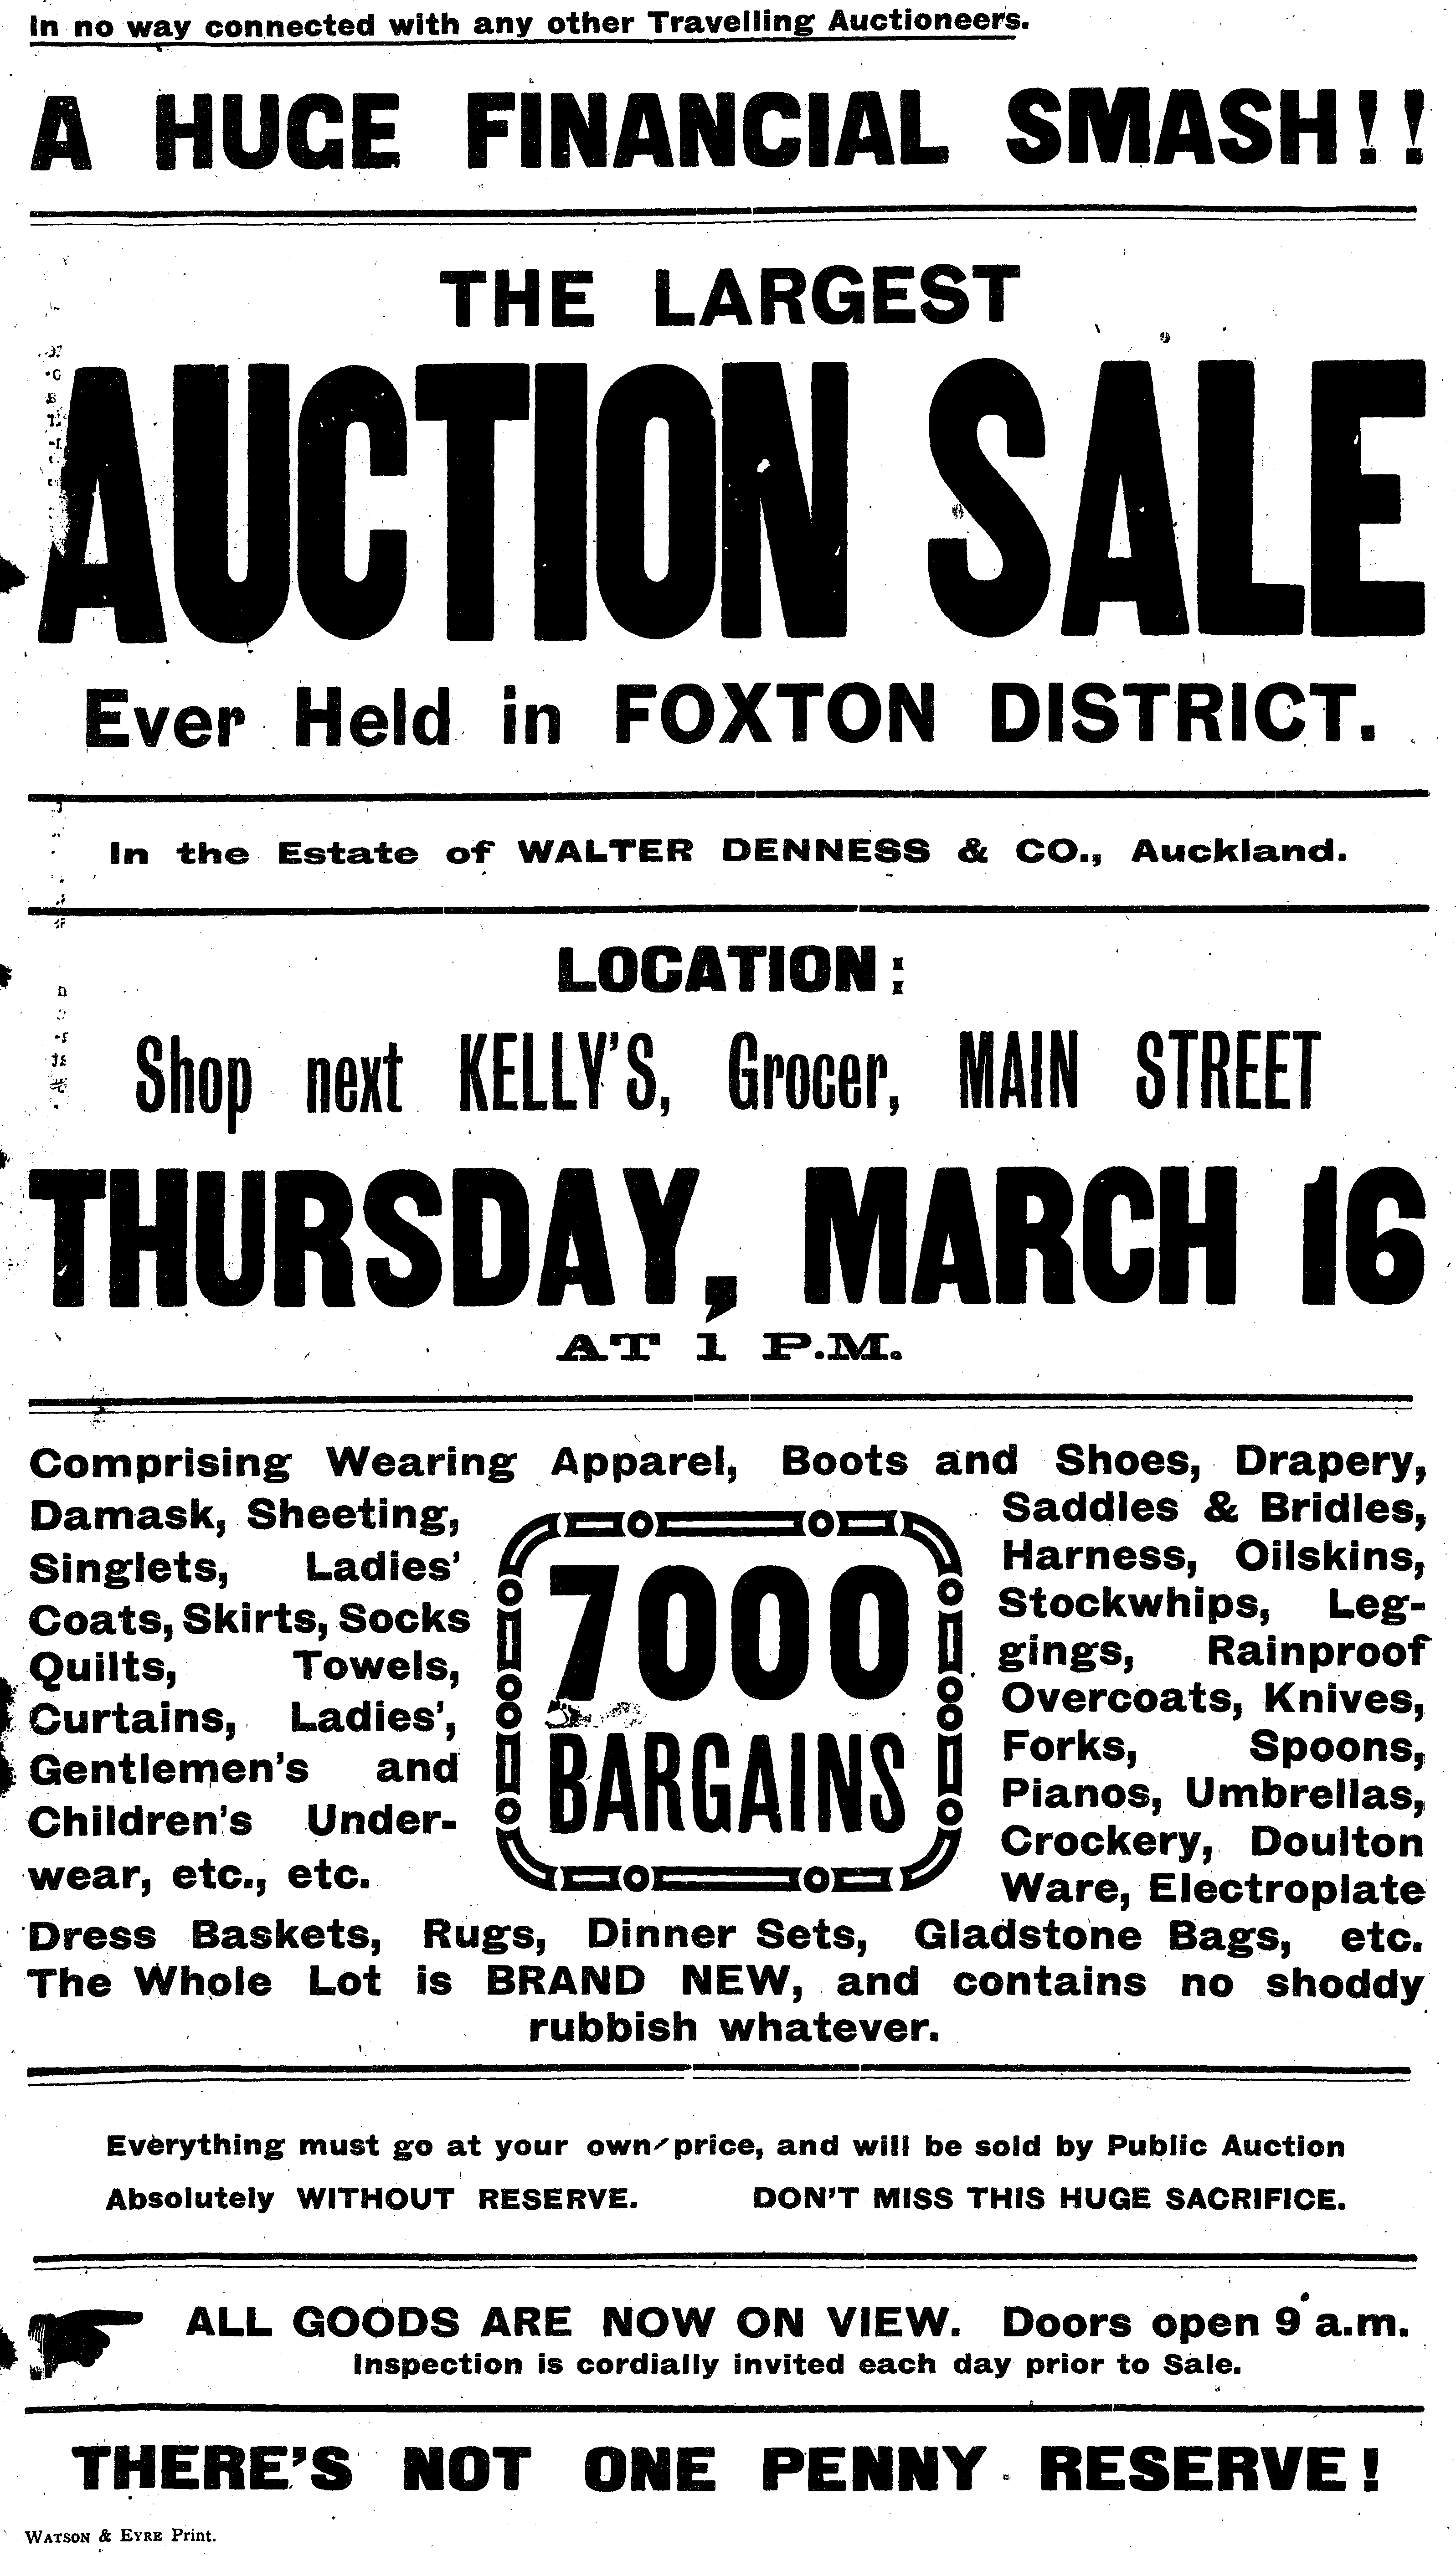 In no way connected with any other Travelling Auctioneers.
A HUGE FINANCIAL SMASH!!
THE LARGEST
AUCTION SALE
Ever Held in FOXTON DISTRICT.
In the Estate of WALTER DENNESS & CO., Auckland.
LOCATION:
Shop next KELLY'S, Grocer, MAIN STREET
THURSDAY, MARCH 16
AT 1 P.M.
Comprising Wearing Apparel, Boots and Shoes, Drapery,
Damask, Sheeting,
Singlets, Ladies'
Coats, Skirts, Socks
Quilts, Towels,
Curtains, Ladies',
Gentlemen's and
Children's Under-
wear, etc., etc.
7000
BARGAINS
Saddles & Bridles,
Harness, Oilskins,
Stockwhips, Leg-
gings, Rainproof
Overcoats, Knives,
Forks, Spoons,
Pianos, Umbrellas,
Crockery, Doulton
Ware, Electroplate
Dress Baskets, Rugs, Dinner Sets, Gladstone Bags, etc.
The Whole Lot is BRAND NEW, and contains no shoddy
rubbish whatever.
Everything must go at your own price, and will be sold by Public Auction
Absolutely WITHOUT RESERVE. DON'T MISS THIS HUGE SACRIFICE.
ALL GOODS ARE NOW ON VIEW. Doors open 9 a.m.
Inspection is cordially invited each day prior to Sale.
THERE'S NOT ONE PENNY RESERVE!
WATSON & EYRE Print.